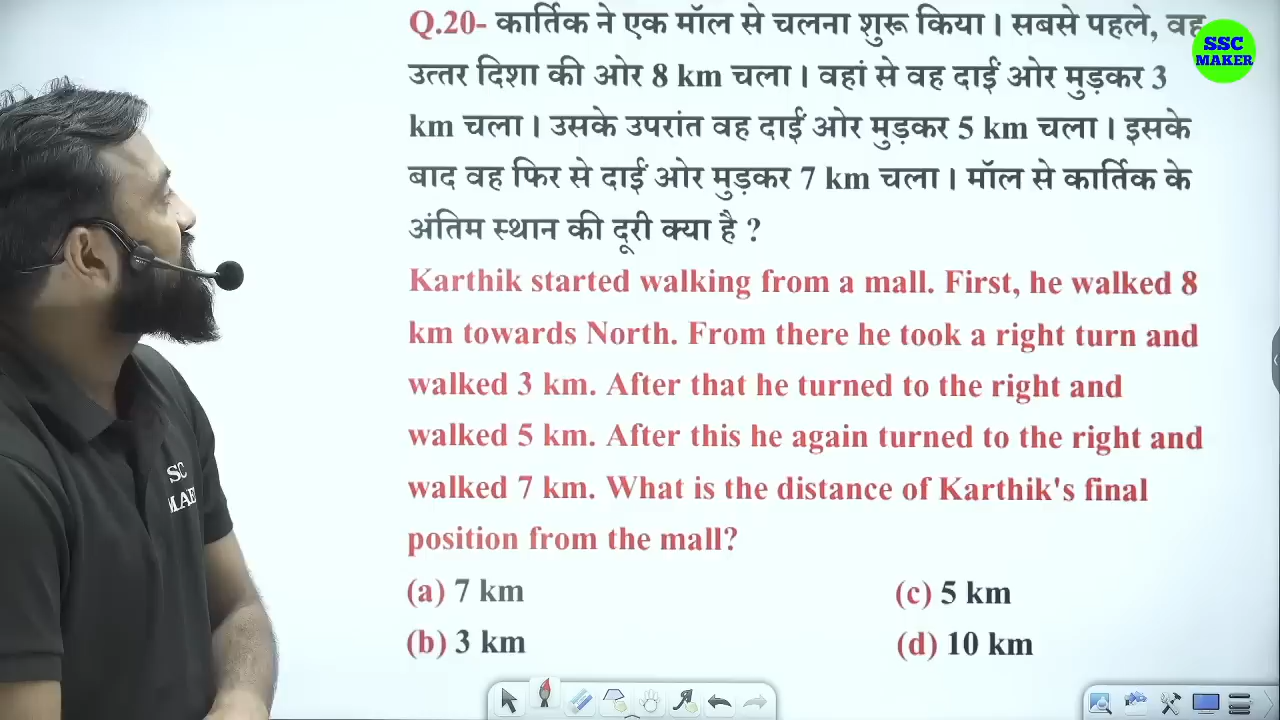 Q.20- कार्तिक ने एक मॉल से चलना शुरू किया। सबसे पहले, वह
SSC
MAKER
उत्तर दिशा की ओर 8 km चला। वहां से वह दाईं ओर मुड़कर 3
km चला। उसके उपरांत वह दाईं ओर मुड़कर 5 km चला। इसके
बाद वह फिर से दाईं ओर मुड़कर 7 km चला। मॉल से कार्तिक के
अंतिम स्थान की दूरी क्या है ?
Karthik started walking from a mall. First, he walked 8
km towards North. From there he took a right turn and
walked 3 km. After that he turned to the right and
walked 5 km. After this he again turned to the right and
walked 7 km. What is the distance of Karthik's final
position from the mall?
(a) 7 km
(c) 5 km
(b) 3 km
(d) 10 km